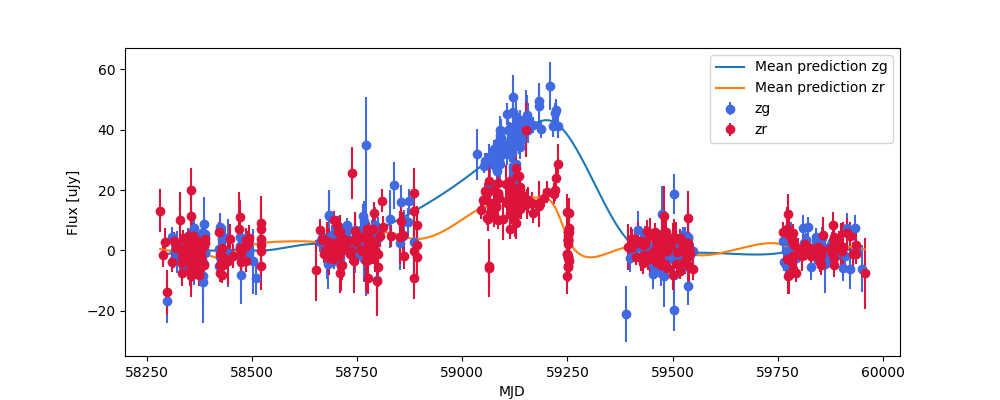 60
40
20
0
−20
Flux [uJy]
Mean prediction zg
Mean prediction zr
zg
zr
58250 58500 58750 59000 59250 59500 59750 60000
MJD